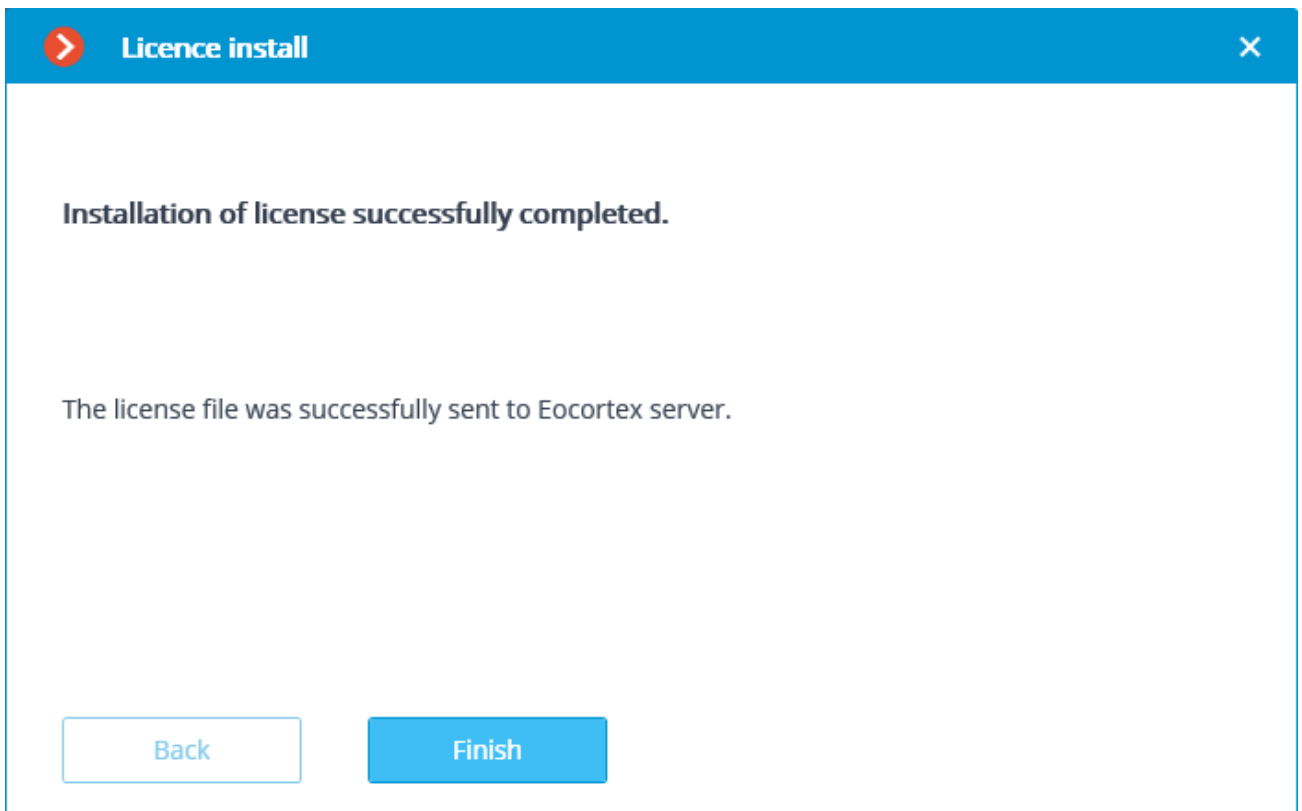 Licence install
Installation of license successfully completed.
The license file was successfully sent to Eocortex server.
Back
Finish